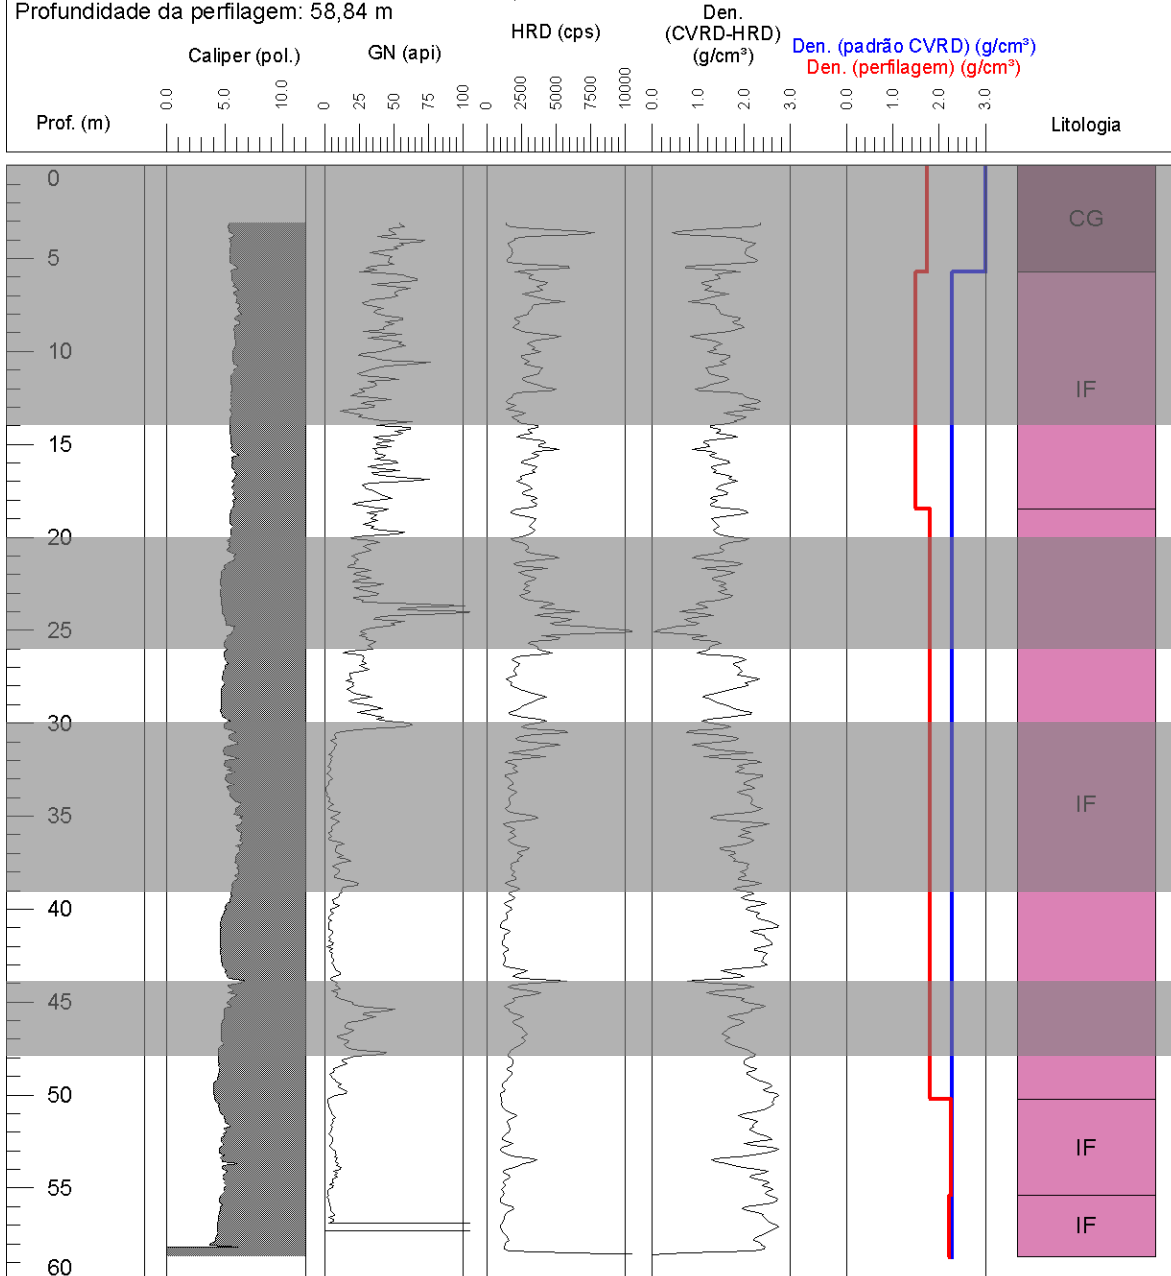 Profundidade da perfilagem: 58,84 m
Prof. (m)
Caliper (pol.)
0.0 5.0 10.0
GN (api)
0 25 50 75 100
HRD (cps)
0 2500 5000 7500 10000
Den.
(CVRD-HRD)
(g/cm³)
0.0 1.0 2.0 3.0
Den. (padrão CVRD) (g/cm³)
Den. (perfilagem) (g/cm³)
0.0 1.0 2.0 3.0
Litologia
0
5
10
15
20
25
30
35
40
45
50
55
60
CG
IF
IF
IF
IF